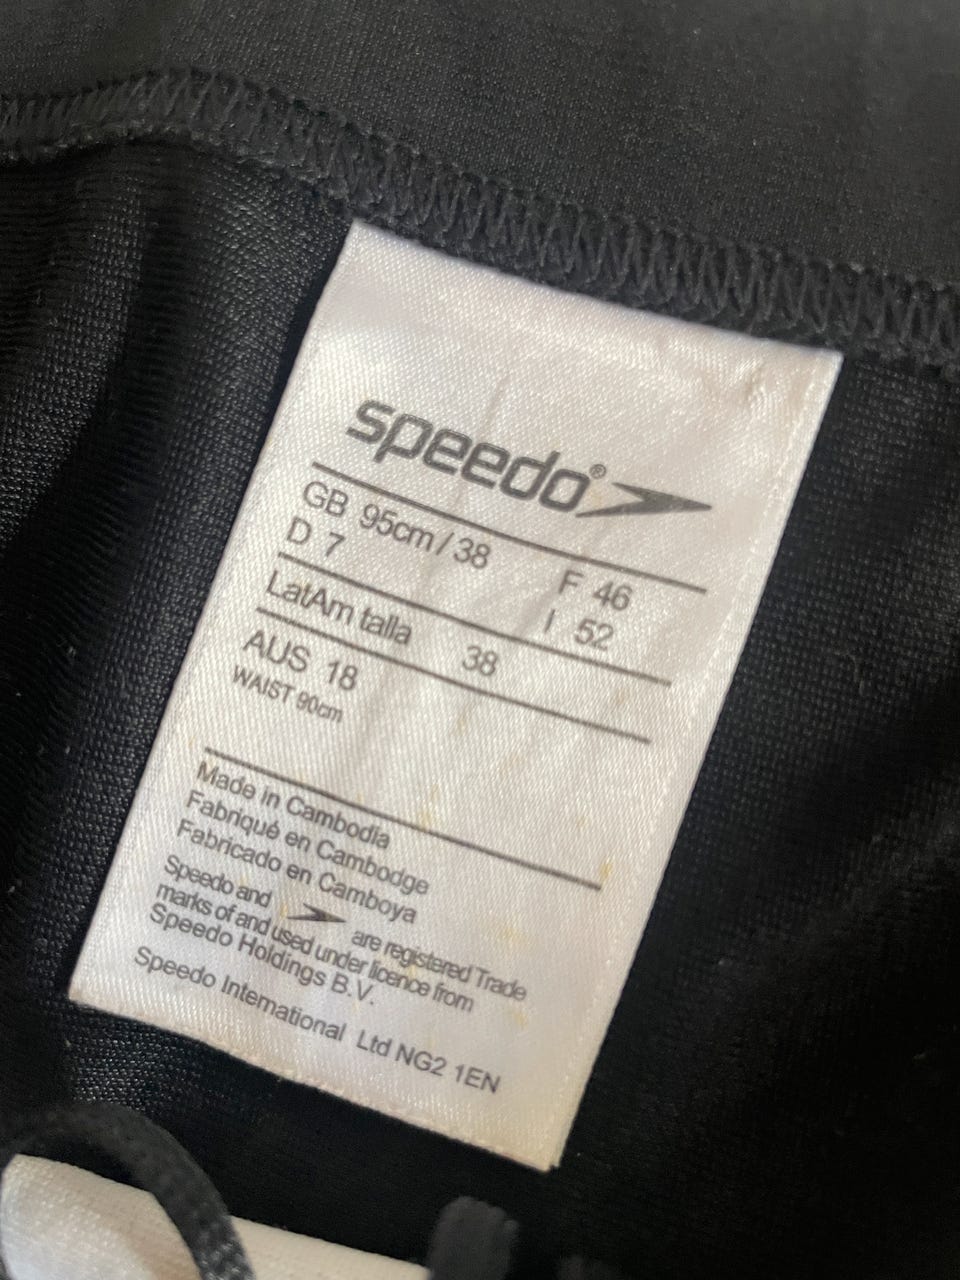 speedo®
GB 95cm / 38 F 46
D 7 I 52
LatAm talla 38
AUS 18
WAIST 90cm
Made in Cambodia
Fabriqué en Cambodge
Fabricado en Camboya
Speedo and are registered Trade
marks of and used under licence from
Speedo Holdings B.V.
Speedo International Ltd NG2 1EN